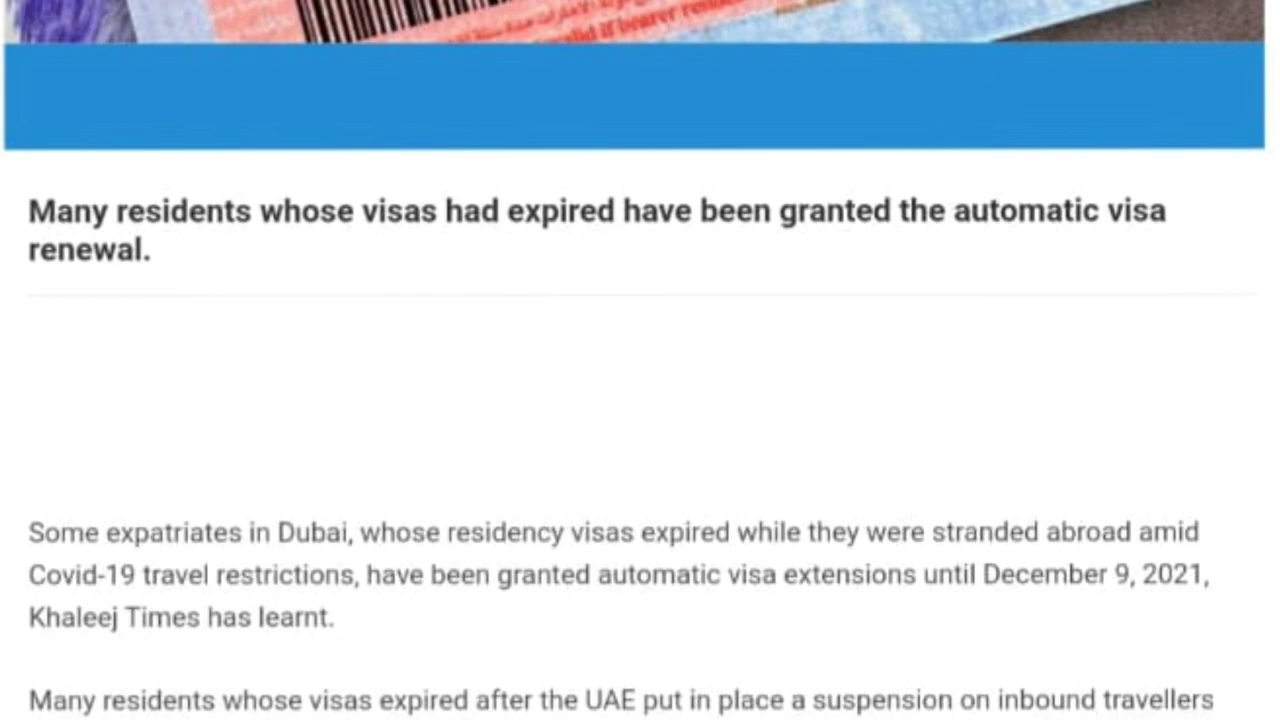 Many residents whose visas had expired have been granted the automatic visa
renewal.
Some expatriates in Dubai, whose residency visas expired while they were stranded abroad amid
Covid-19 travel restrictions, have been granted automatic visa extensions until December 9, 2021,
Khaleej Times has learnt.
Many residents whose visas expired after the UAE put in place a suspension on inbound travellers